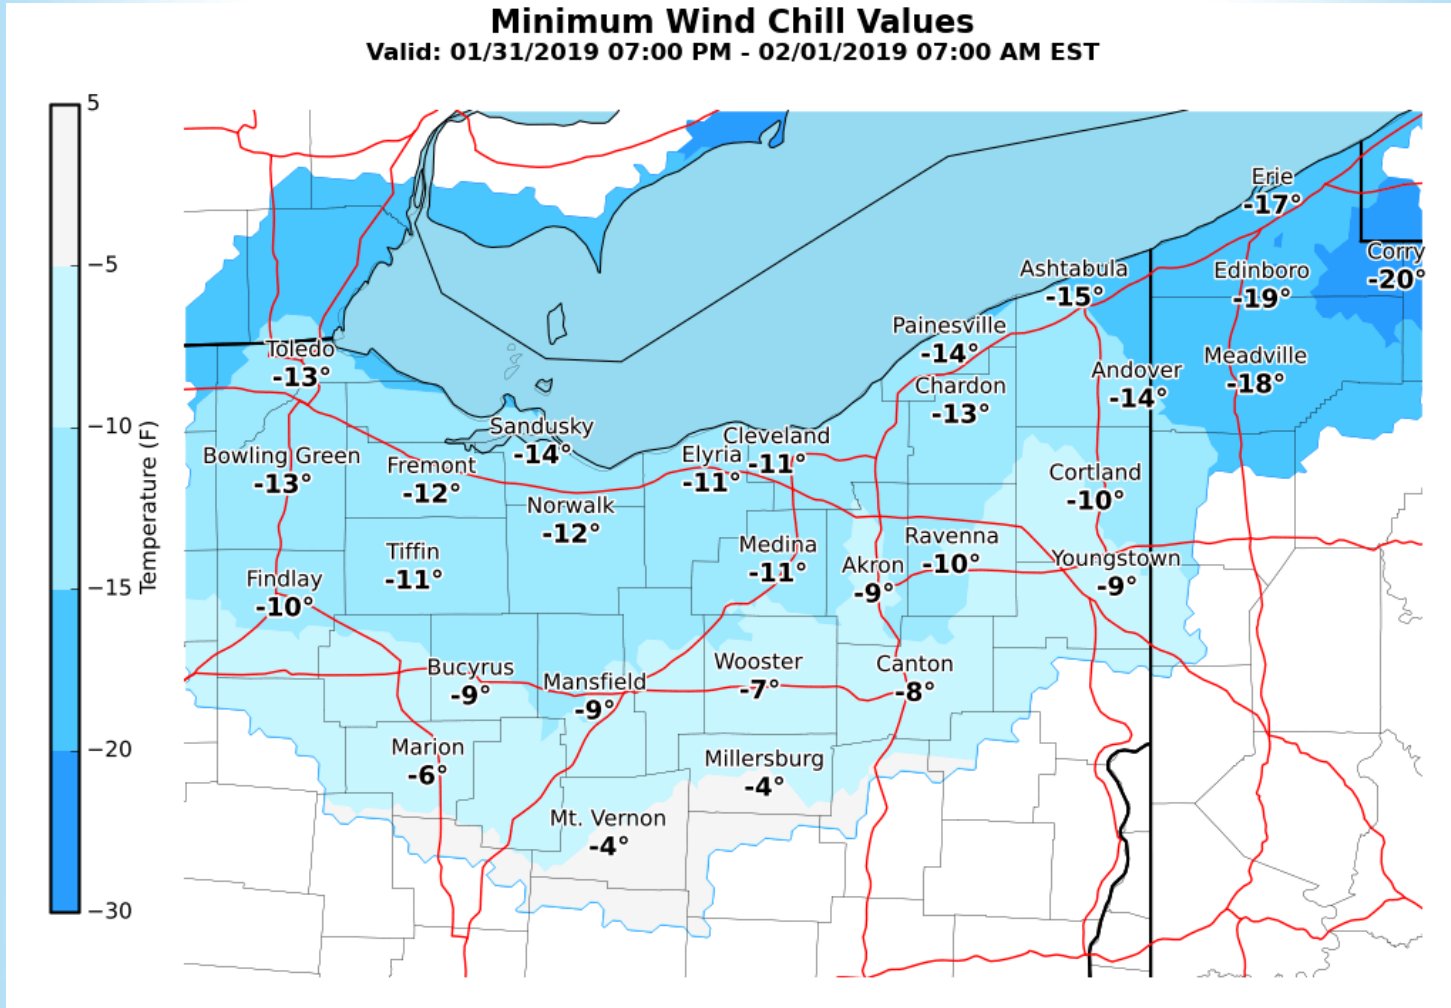 Minimum Wind Chill Values
Valid: 01/31/2019 07:00 PM - 02/01/2019 07:00 AM EST
5
−5
−10
−15
−20
−30
Temperature (F)
Erie
-17°
Corry
-20°
Ashtabula
-15°
Edinboro
-19°
Painesville
-14°
Toledo
-13°
Meadville
-18°
Chardon
-13°
Andover
-14°
Sandusky
-14°
Cleveland
-11°
Elyria
-11°
Bowling Green
-13°
Fremont
-12°
Cortland
-10°
Norwalk
-12°
Tiffin
-11°
Medina
-11°
Ravenna
-10°
Akron
-9°
Youngstown
-9°
Findlay
-10°
Bucyrus
-9°
Mansfield
-9°
Wooster
-7°
Canton
-8°
Marion
-6°
Millersburg
-4°
Mt. Vernon
-4°